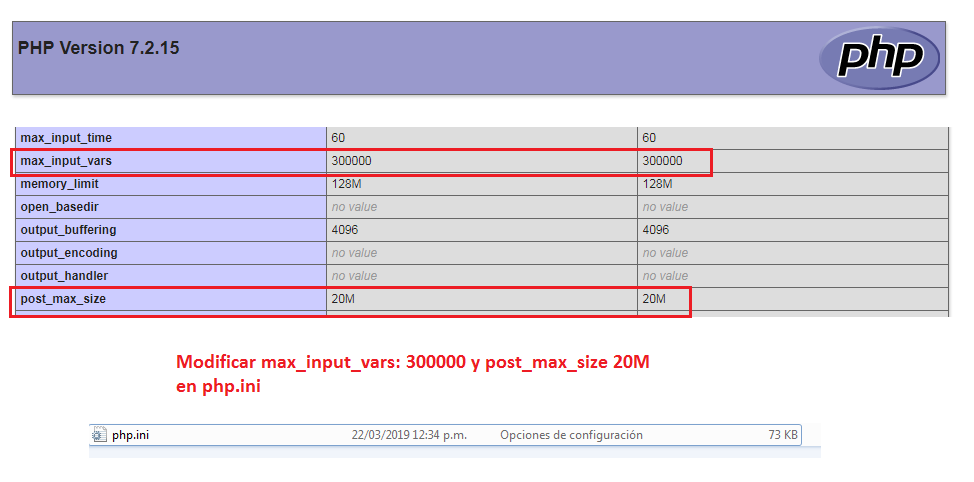 PHP Version 7.2.15
php
max_input_time 60 60
max_input_vars 300000 300000
memory_limit 128M 128M
open_basedir no value no value
output_buffering 4096 4096
output_encoding no value no value
output_handler no value no value
post_max_size 20M 20M
Modificar max_input_vars: 300000 y post_max_size 20M
en php.ini
php.ini 22/03/2019 12:34 p.m. Opciones de configuración 73 KB